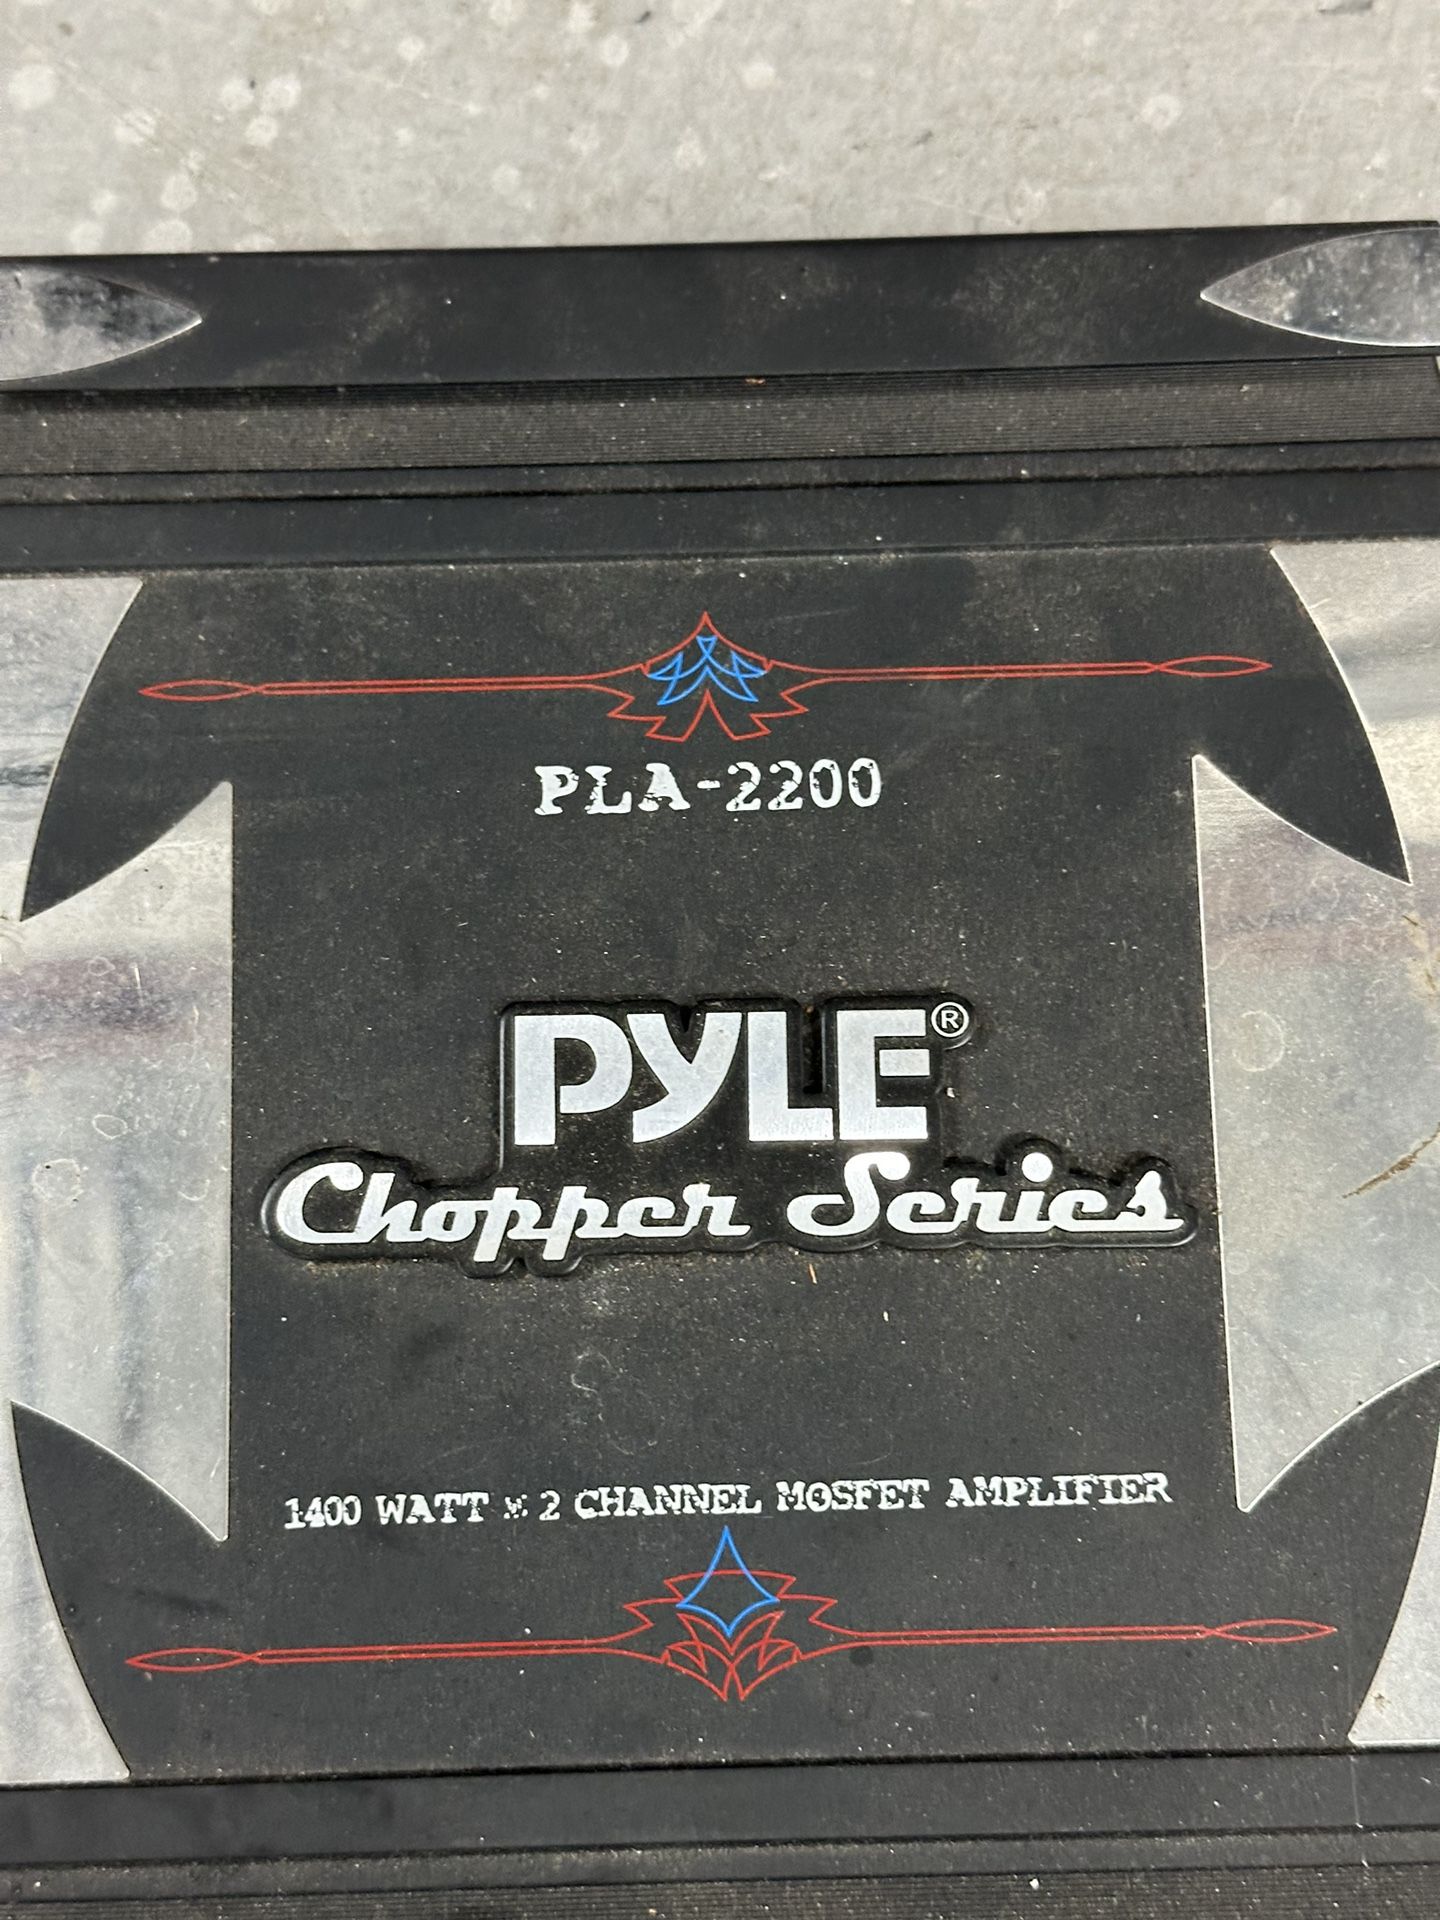 PLA-2200
PYLE®
Chopper Series
1400 WATT x 2 CHANNEL MOSFET AMPLIFIER